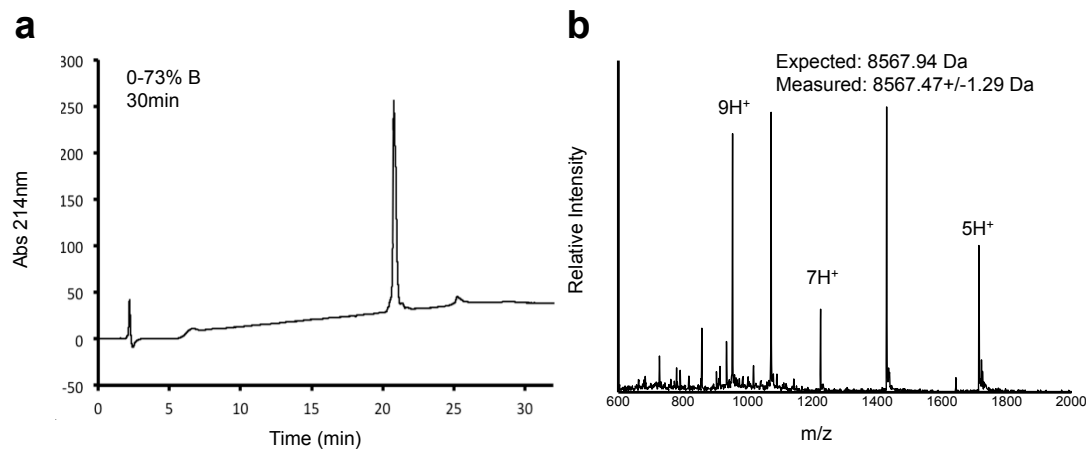 a
0-73% B
30min
300
250
200
150
100
50
0
-50
Abs 214nm
0 5 10 15 20 25 30
Time (min)
b
Expected: 8567.94 Da
Measured: 8567.47+/-1.29 Da
9H+
7H+
5H+
Relative Intensity
600 800 1000 1200 1400 1600 1800 2000
m/z